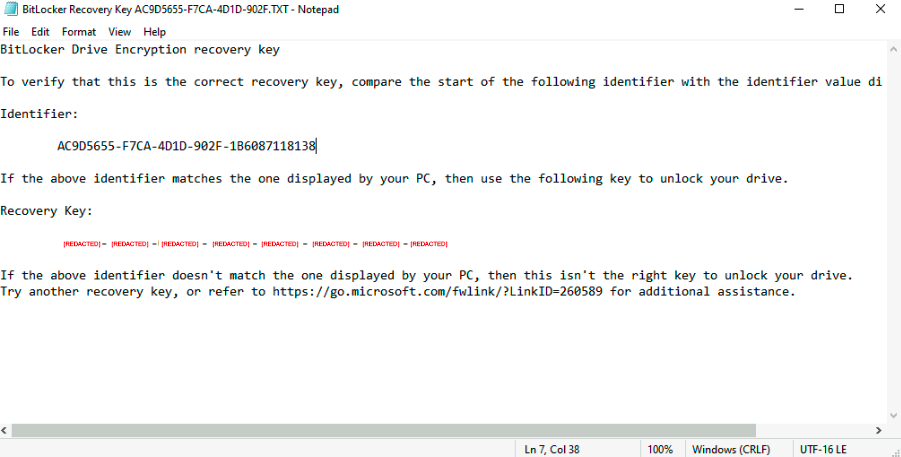 BitLocker Recovery Key AC9D5655-F7CA-4D1D-902F.TXT - Notepad
File Edit Format View Help
BitLocker Drive Encryption recovery key
To verify that this is the correct recovery key, compare the start of the following identifier with the identifier value di
Identifier:
AC9D5655-F7CA-4D1D-902F-1B6087118138
If the above identifier matches the one displayed by your PC, then use the following key to unlock your drive.
Recovery Key:
[REDACTED] - [REDACTED] - [REDACTED] - [REDACTED] - [REDACTED] - [REDACTED] - [REDACTED] - [REDACTED]
If the above identifier doesn't match the one displayed by your PC, then this isn't the right key to unlock your drive.
Try another recovery key, or refer to https://go.microsoft.com/fwlink/?LinkID=260589 for additional assistance.
Ln 7, Col 38 100% Windows (CRLF) UTF-16 LE